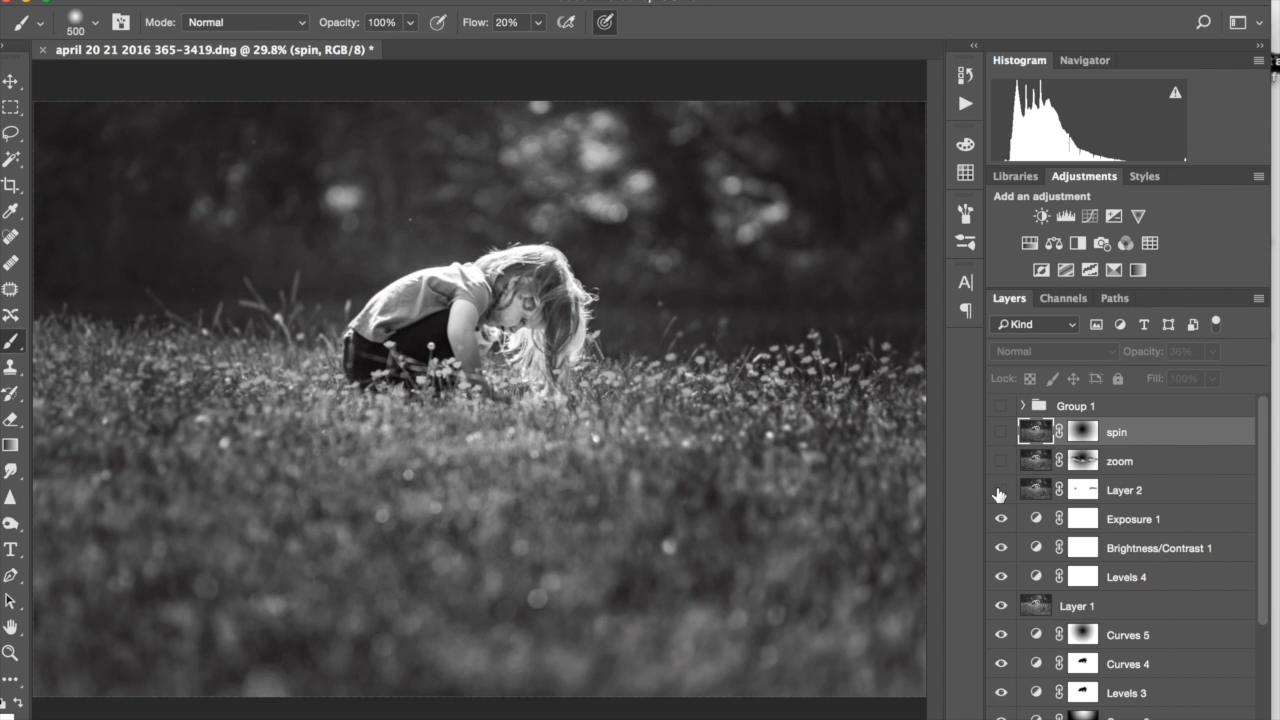 500
Mode: Normal
Opacity: 100%
Flow: 20%
april 20 21 2016 365-3419.dng @ 29.8% (spin, RGB/8) *
Histogram
Navigator
Libraries
Adjustments
Styles
Add an adjustment
Layers
Channels
Paths
Kind
Normal
Opacity: 36%
Lock:
Fill: 100%
Group 1
spin
zoom
Layer 2
Exposure 1
Brightness/Contrast 1
Levels 4
Layer 1
Curves 5
Curves 4
Levels 3